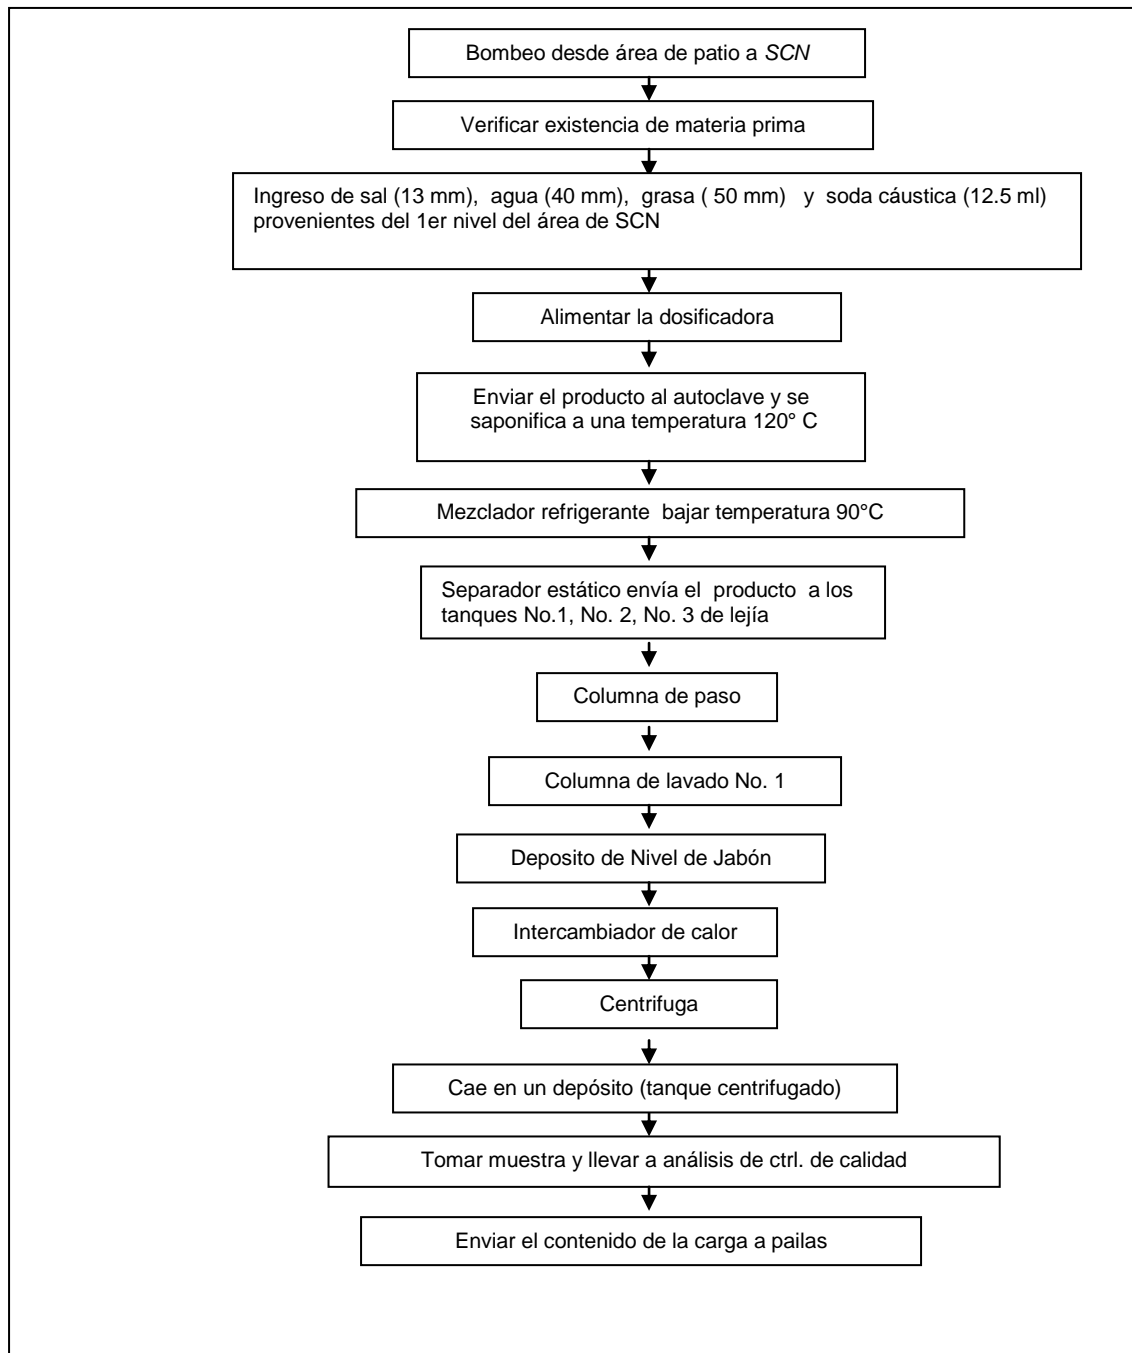 Bombeo desde área de patio a SCN
Verificar existencia de materia prima
Ingreso de sal (13 mm), agua (40 mm), grasa ( 50 mm) y soda cáustica (12.5 ml)
provenientes del 1er nivel del área de SCN
Alimentar la dosificadora
Enviar el producto al autoclave y se
saponifica a una temperatura 120° C
Mezclador refrigerante bajar temperatura 90°C
Separador estático envía el producto a los
tanques No.1, No. 2, No. 3 de lejía
Columna de paso
Columna de lavado No. 1
Deposito de Nivel de Jabón
Intercambiador de calor
Centrifuga
Cae en un depósito (tanque centrifugado)
Tomar muestra y llevar a análisis de ctrl. de calidad
Enviar el contenido de la carga a pailas